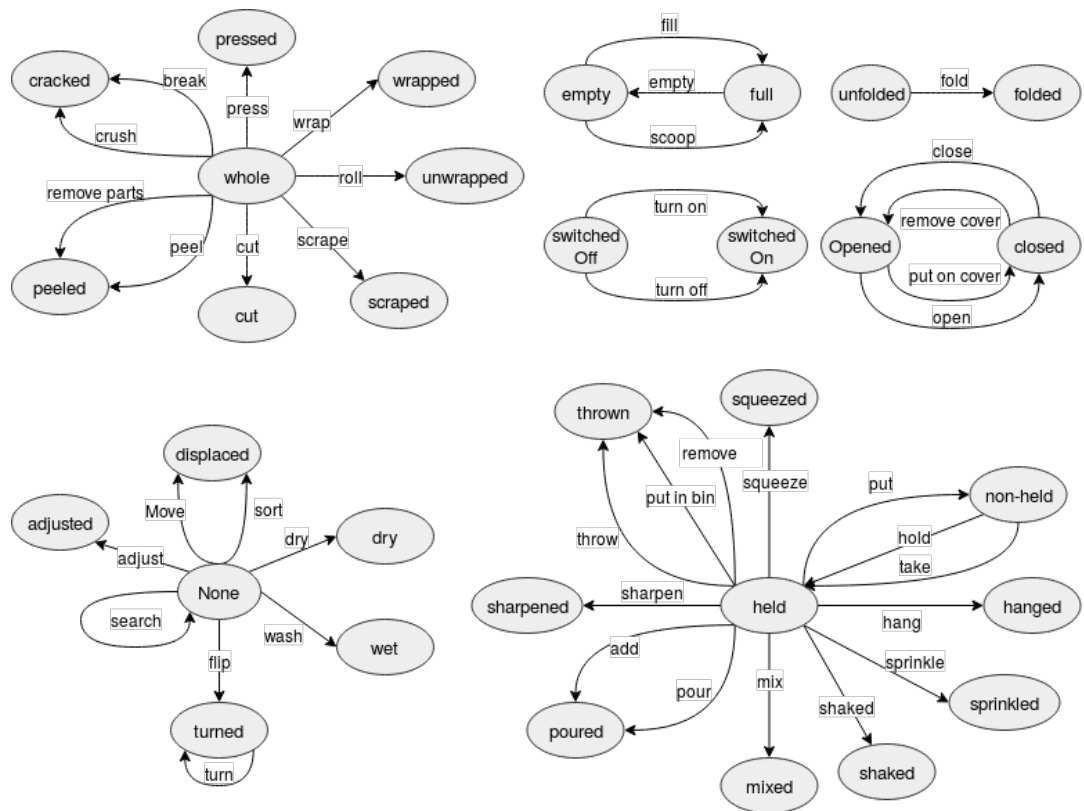 pressed
cracked
break
wrapped
press
wrap
crush
whole
roll
unwrapped
remove parts
peel
cut
scrape
peeled
cut
scraped
fill
empty
empty
full
scoop
unfolded
fold
folded
turn on
switched
Off
switched
On
turn off
close
remove cover
Opened
closed
put on cover
open
displaced
Move
sort
adjusted
adjust
dry
dry
None
search
wash
wet
flip
turned
turn
thrown
squeezed
remove
put in bin
squeeze
throw
put
non-held
hold
take
sharpened
sharpen
held
hang
hanged
add
pour
mix
sprinkle
shaked
sprinkled
poured
mixed
shaked